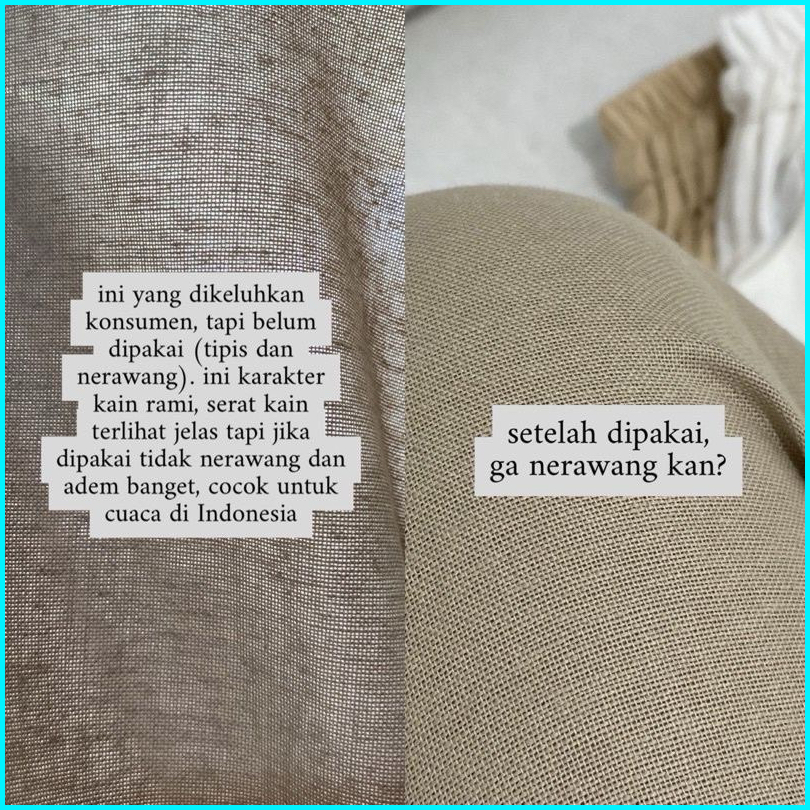 ini yang dikeluhkan
konsumen, tapi belum
dipakai (tipis dan
nerawang). ini karakter
kain rami, serat kain
terlihat jelas tapi jika
dipakai tidak nerawang dan
adem banget, cocok untuk
cuaca di Indonesia
setelah dipakai,
ga nerawang kan?